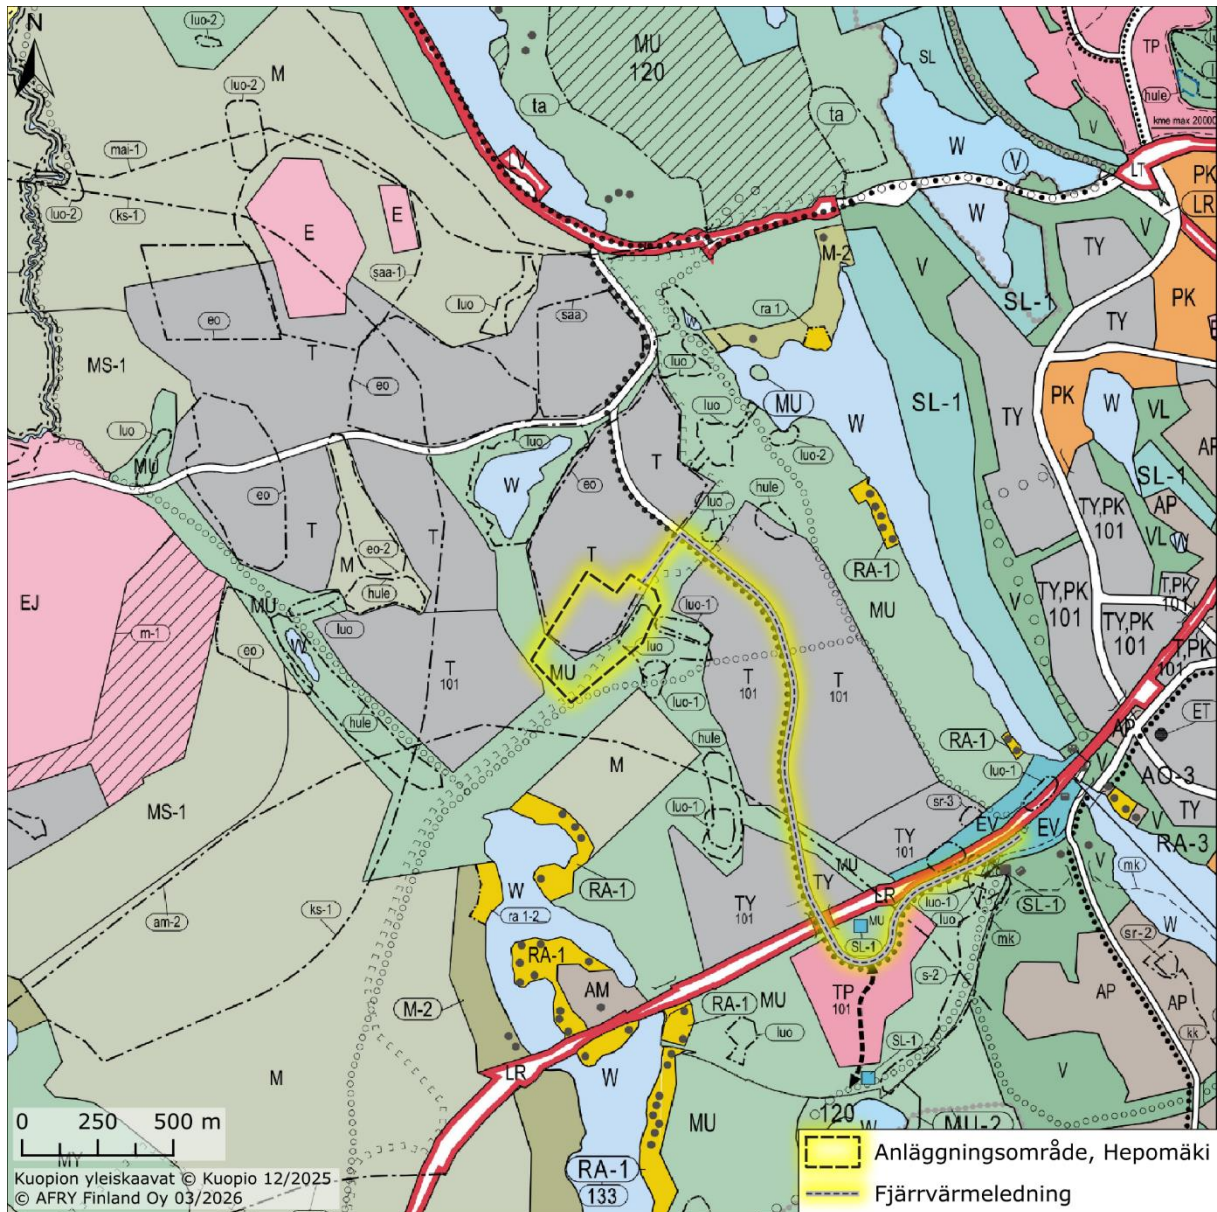 N
luo-2
M
luo-2
mai-1
luo-2
ks-1
E
E
saa-1
luo
eo
saa
MS-1
T
eo
T
luo
MU
eo
T
M
eo-2
hule
T
luo
W
eo
T
T
LV
ta
MU
120
ta
SL
W
V
W
TP
hule
kme max 20000
V
LT
PK
LR
V
TY
V
SL-1
PK
TY
M-2
ra 1
W
luo
MU
luo
luo-2
W
V
SL-1
TY
PK
W
VL
SL-1
AP
AP
VL
W
TY,PK
101
T,PK
101
TY,PK
101
TY,PK
101
T,PK
101
V
hule
luo
RA-1
MU
EJ
m-1
MU
eo
luo
W
hule
T
101
MU
luo-1
luo
luo-1
T
101
T
101
hule
luo-1
M
MS-1
am-2
ks-1
RA-1
luo-1
sr-3
EV
EV
AP
ET
AO-3
V
TY
V
RA-3
mk
TY
101
MU
TY
TY
101
LR
MU
SL-1
luo-1
luo
V
SL-1
mk
V
W
sr-2
AP
AP
kk
W
RA-1
ra 1-2
RA-1
AM
M-2
LR
W
RA-1
MU
luo
TP
101
s-2
SL-1
V
M
MU
120
W
MU-2
RA-1
133
MY
0 250 500 m
Kuopion yleiskaavat © Kuopio 12/2025
© AFRY Finland Oy 03/2026
Anläggningsområde, Hepomäki
Fjärrvärmeledning